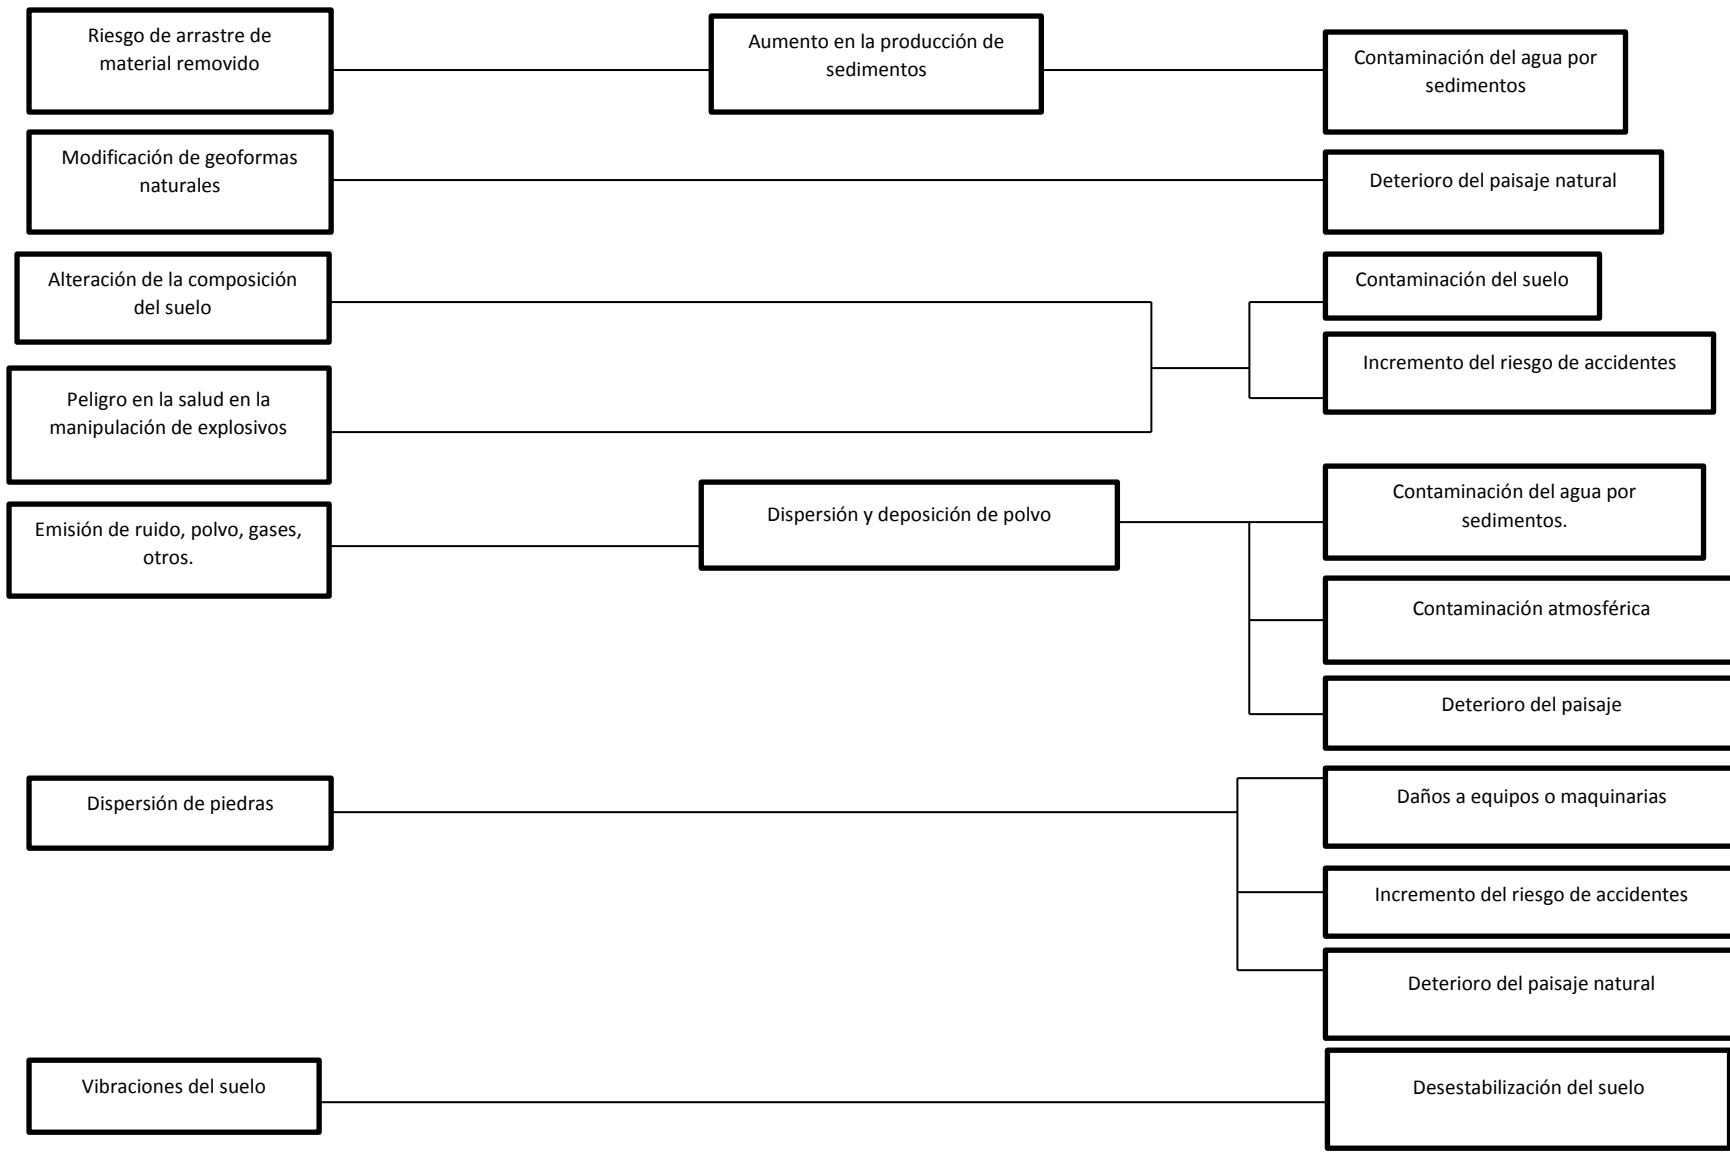 Riesgo de arrastre de
material removido
Aumento en la producción de
sedimentos
Contaminación del agua por
sedimentos
Modificación de geoformas
naturales
Deterioro del paisaje natural
Alteración de la composición
del suelo
Contaminación del suelo
Incremento del riesgo de accidentes
Peligro en la salud en la
manipulación de explosivos
Emisión de ruido, polvo, gases,
otros.
Dispersión y deposición de polvo
Contaminación del agua por
sedimentos.
Contaminación atmosférica
Deterioro del paisaje
Dispersión de piedras
Daños a equipos o maquinarias
Incremento del riesgo de accidentes
Deterioro del paisaje natural
Vibraciones del suelo
Desestabilización del suelo